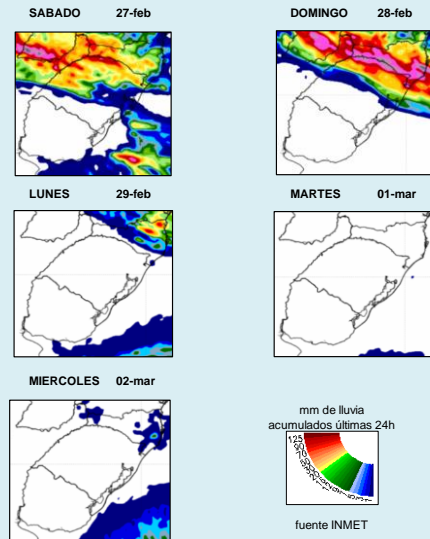 SABADO 27-feb
DOMINGO 28-feb
LUNES 29-feb
MARTES 01-mar
MIERCOLES 02-mar
mm de lluvia
acumulados últimas 24h
125
fuente INMET